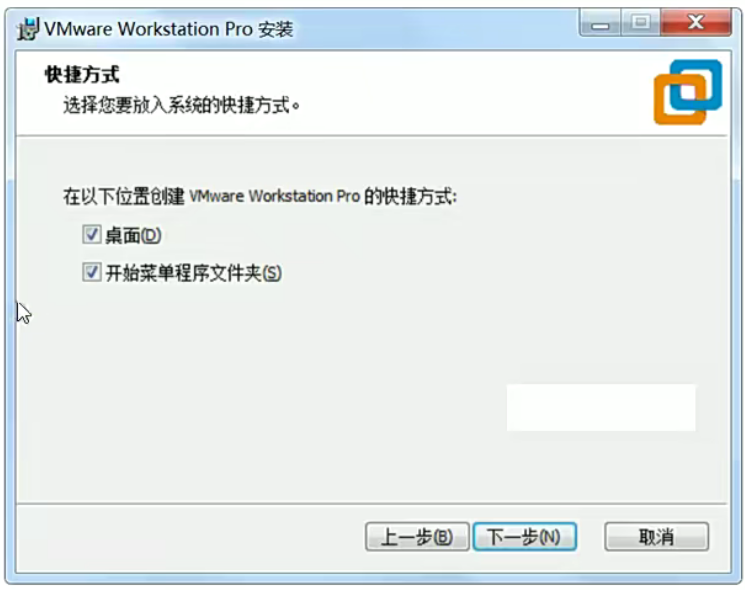 VMware Workstation Pro 安装
快捷方式
选择您要放入系统的快捷方式。
在以下位置创建 VMware Workstation Pro 的快捷方式:
桌面(D)
开始菜单程序文件夹(S)
上一步(B) 下一步(N) 取消